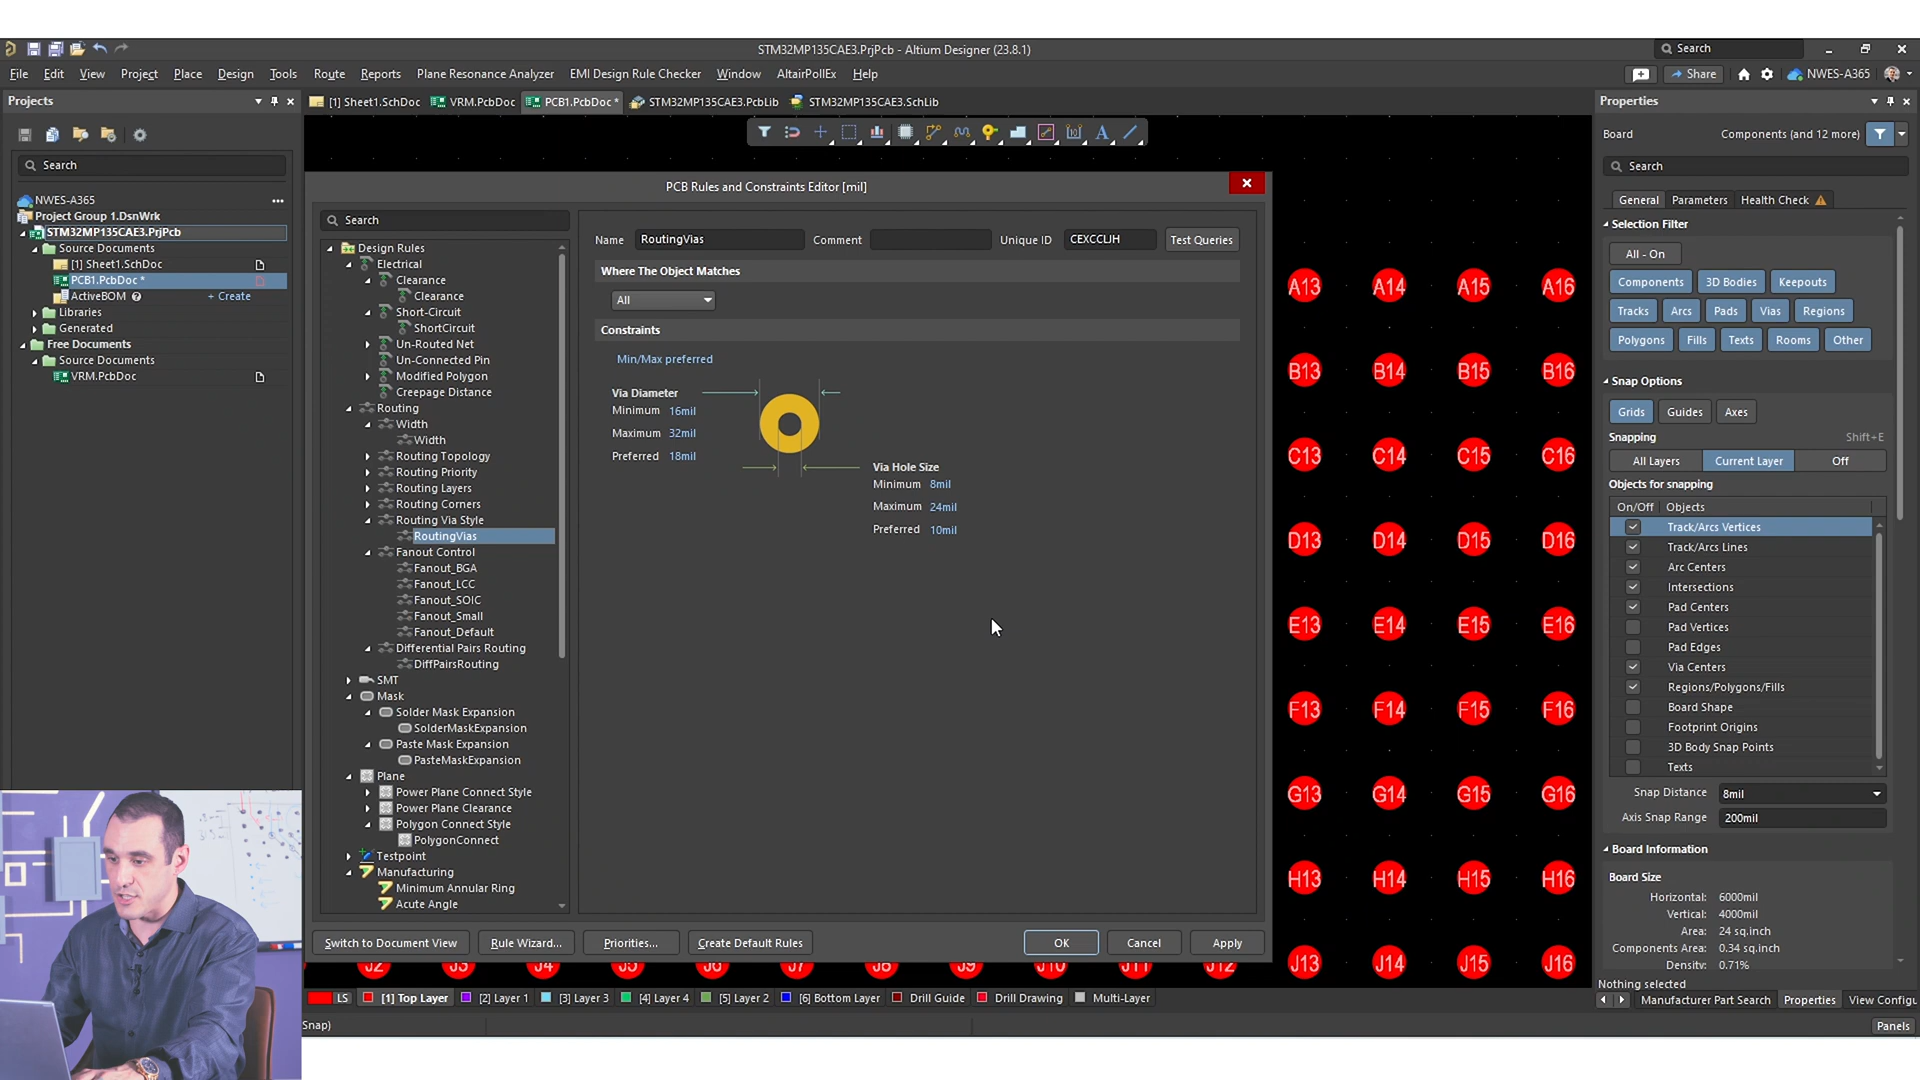 STM32MP135CAE3.PrjPcb - Altium Designer (23.8.1)
Search
File Edit View Project Place Design Tools Route Reports Plane Resonance Analyzer EMI Design Rule Checker Window AltairPollEx Help
Share
NWES-A365
Projects
[1] Sheet1.SchDoc
VRM.PcbDoc
PCB1.PcbDoc *
STM32MP135CAE3.PcbLib
STM32MP135CAE3.SchLib
Search
NWES-A365
Project Group 1.DsnWrk
STM32MP135CAE3.PrjPcb
Source Documents
[1] Sheet1.SchDoc
PCB1.PcbDoc *
ActiveBOM
+ Create
Libraries
Generated
Free Documents
Source Documents
VRM.PcbDoc
PCB Rules and Constraints Editor [mil]
Search
Design Rules
Electrical
Clearance
Clearance
Short-Circuit
ShortCircuit
Un-Routed Net
Un-Connected Pin
Modified Polygon
Creepage Distance
Routing
Width
Width
Routing Topology
Routing Priority
Routing Layers
Routing Corners
Routing Via Style
RoutingVias
Fanout Control
Fanout_BGA
Fanout_LCC
Fanout_SOIC
Fanout_Small
Fanout_Default
Differential Pairs Routing
DiffPairsRouting
SMT
Mask
Solder Mask Expansion
SolderMaskExpansion
Paste Mask Expansion
PasteMaskExpansion
Plane
Power Plane Connect Style
Power Plane Clearance
Polygon Connect Style
PolygonConnect
Testpoint
Manufacturing
Minimum Annular Ring
Acute Angle
Name RoutingVias Comment Unique ID CEXCCLJH Test Queries
Where The Object Matches
All
Constraints
Min/Max preferred
Via Diameter
Minimum 16mil
Maximum 32mil
Preferred 18mil
Via Hole Size
Minimum 8mil
Maximum 24mil
Preferred 10mil
Switch to Document View
Rule Wizard...
Priorities...
Create Default Rules
OK
Cancel
Apply
A13 A14 A15 A16
B13 B14 B15 B16
C13 C14 C15 C16
D13 D14 D15 D16
E13 E14 E15 E16
F13 F14 F15 F16
G13 G14 G15 G16
H13 H14 H15 H16
J2 J3 J4 J5 J6 J7 J8 J9 J10 J11 J12 J13 J14 J15 J16
LS [1] Top Layer [2] Layer 1 [3] Layer 3 [4] Layer 4 [5] Layer 2 [6] Bottom Layer Drill Guide Drill Drawing Multi-Layer
Snap)
Properties
Board Components (and 12 more)
Search
General Parameters Health Check
Selection Filter
All - On
Components 3D Bodies Keepouts
Tracks Arcs Pads Vias Regions
Polygons Fills Texts Rooms Other
Snap Options
Grids Guides Axes
Snapping Shift+E
All Layers Current Layer Off
Objects for snapping
On/Off Objects
Track/Arcs Vertices
Track/Arcs Lines
Arc Centers
Intersections
Pad Centers
Pad Vertices
Pad Edges
Via Centers
Regions/Polygons/Fills
Board Shape
Footprint Origins
3D Body Snap Points
Texts
Snap Distance 8mil
Axis Snap Range 200mil
Board Information
Board Size
Horizontal: 6000mil
Vertical: 4000mil
Area: 24 sq.inch
Components Area: 0.34 sq.inch
Density: 0.71%
Nothing selected
Manufacturer Part Search Properties View Configu
Panels